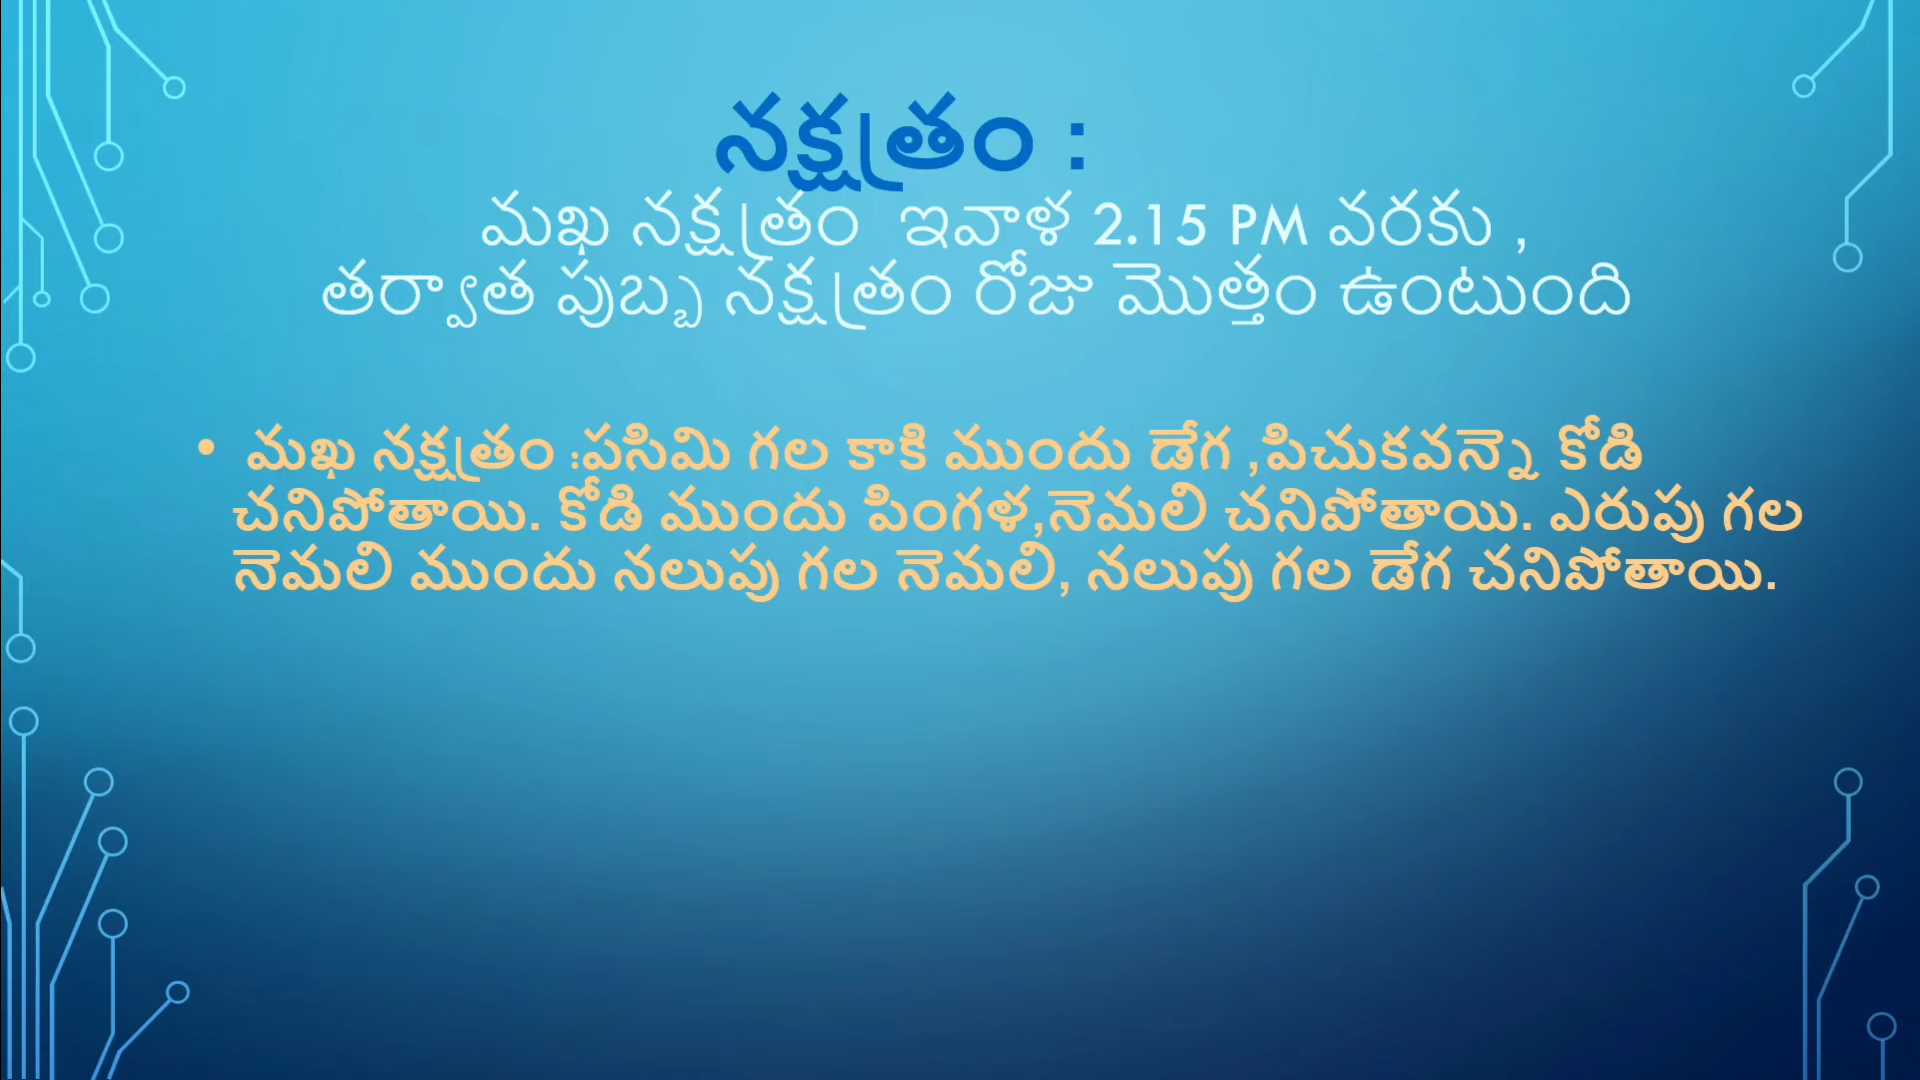 నక్షత్రం :
మఖ నక్షత్రం ఇవాళ 2.15 PM వరకు ,
తర్వాత పుబ్బ నక్షత్రం రోజు మొత్తం ఉంటుంది
• మఖ నక్షత్రం :పసిమి గల కాకి ముందు డేగ ,పిచుకవన్నె కోడి
చనిపోతాయి. కోడి ముందు పింగళ,నెమలి చనిపోతాయి. ఎరుపు గల
నెమలి ముందు నలుపు గల నెమలి, నలుపు గల డేగ చనిపోతాయి.